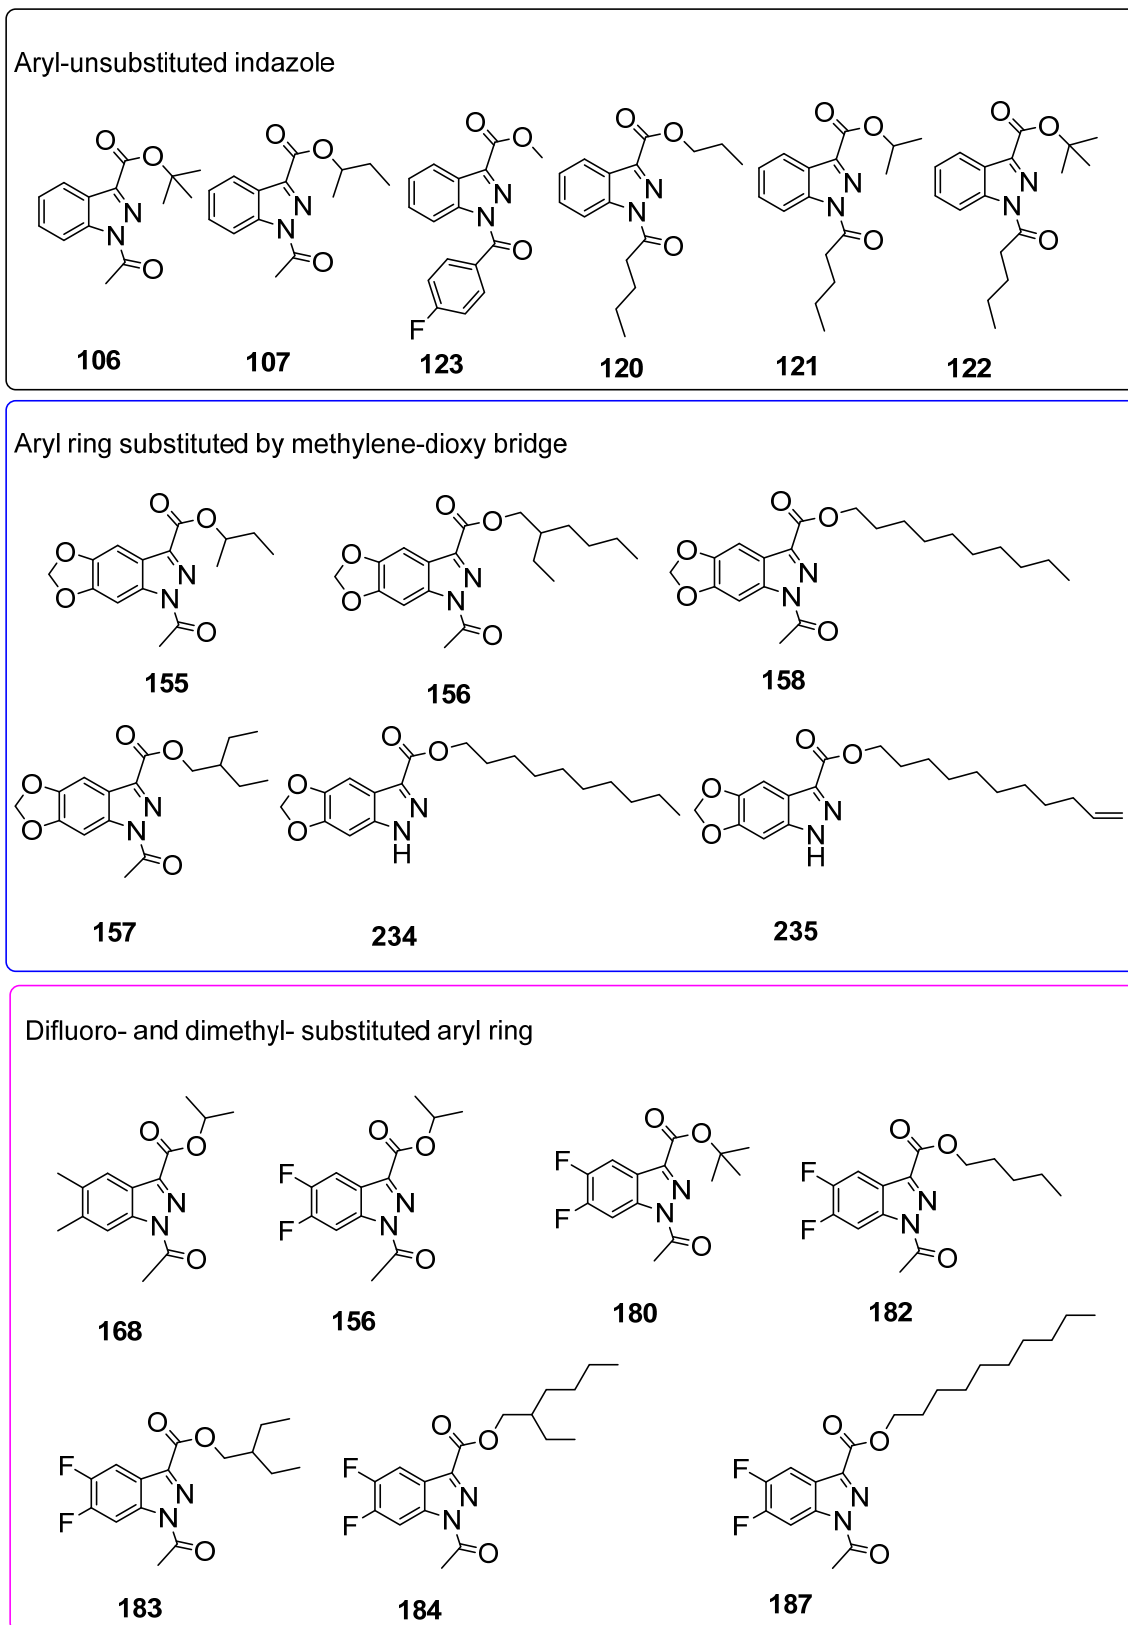 Aryl-unsubstituted indazole
O
O
N
N
O
106
O
O
N
N
O
107
O
O
N
N
O
F
123
O
O
N
N
O
120
O
O
N
N
O
121
O
O
N
N
O
122
Aryl ring substituted by methylene-dioxy bridge
O
O
O
O
N
N
O
155
O
O
O
O
N
N
O
156
O
O
O
O
N
N
O
158
O
O
O
O
N
N
O
157
O
O
O
O
N
N
H
234
O
O
O
O
N
N
H
235
Difluoro- and dimethyl- substituted aryl ring
O
O
N
N
O
168
O
O
F
F
N
N
O
156
O
O
F
F
N
N
O
180
O
O
F
F
N
N
O
182
O
O
F
F
N
N
O
183
O
O
F
F
N
N
O
184
O
O
F
F
N
N
O
187